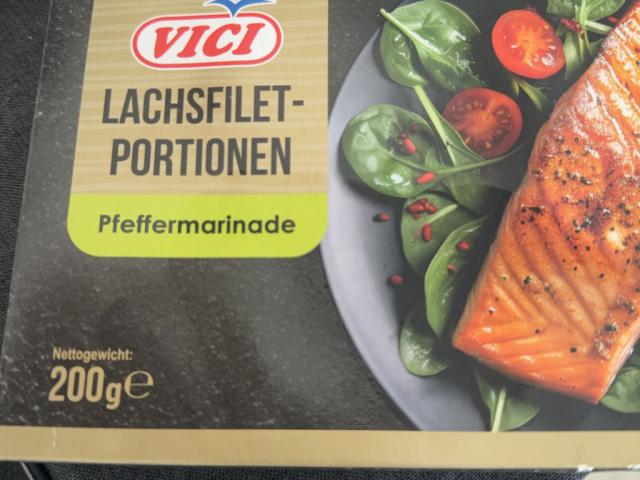 VICI
LACHSFILET-
PORTIONEN
Pfeffermarinade
Nettogewicht:
200g℮